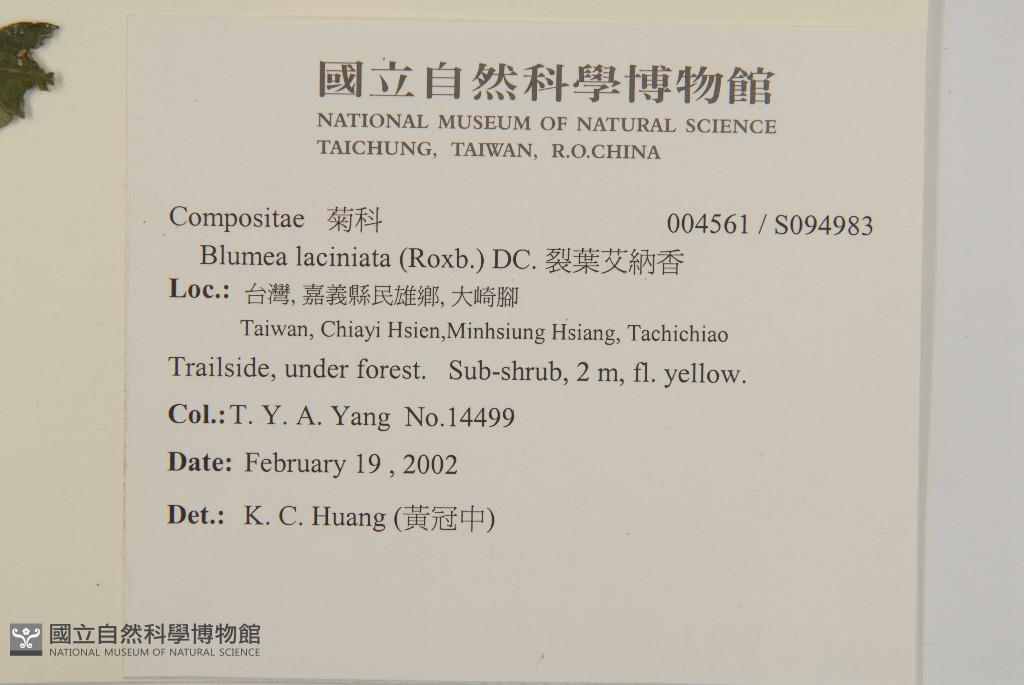 國立自然科學博物館
NATIONAL MUSEUM OF NATURAL SCIENCE
TAICHUNG, TAIWAN, R.O.CHINA
Compositae 菊科 004561 / S094983
Blumea laciniata (Roxb.) DC. 裂葉艾納香
Loc.: 台灣, 嘉義縣民雄鄉, 大崎腳
Taiwan, Chiayi Hsien,Minhsiung Hsiang, Tachichiao
Trailside, under forest. Sub-shrub, 2 m, fl. yellow.
Col.:T. Y. A. Yang No.14499
Date: February 19 , 2002
Det.: K. C. Huang (黃冠中)
國立自然科學博物館
NATIONAL MUSEUM OF NATURAL SCIENCE